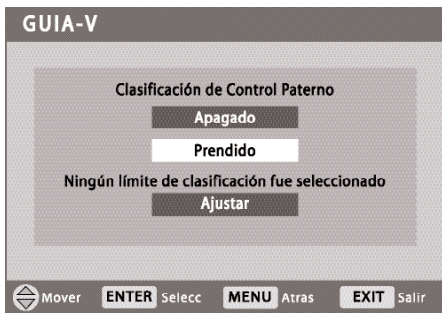 GUIA-V
Clasificación de Control Paterno
Apagado
Prendido
Ningún límite de clasificación fue seleccionado
Ajustar
Mover ENTER Selecc MENU Atras EXIT Salir